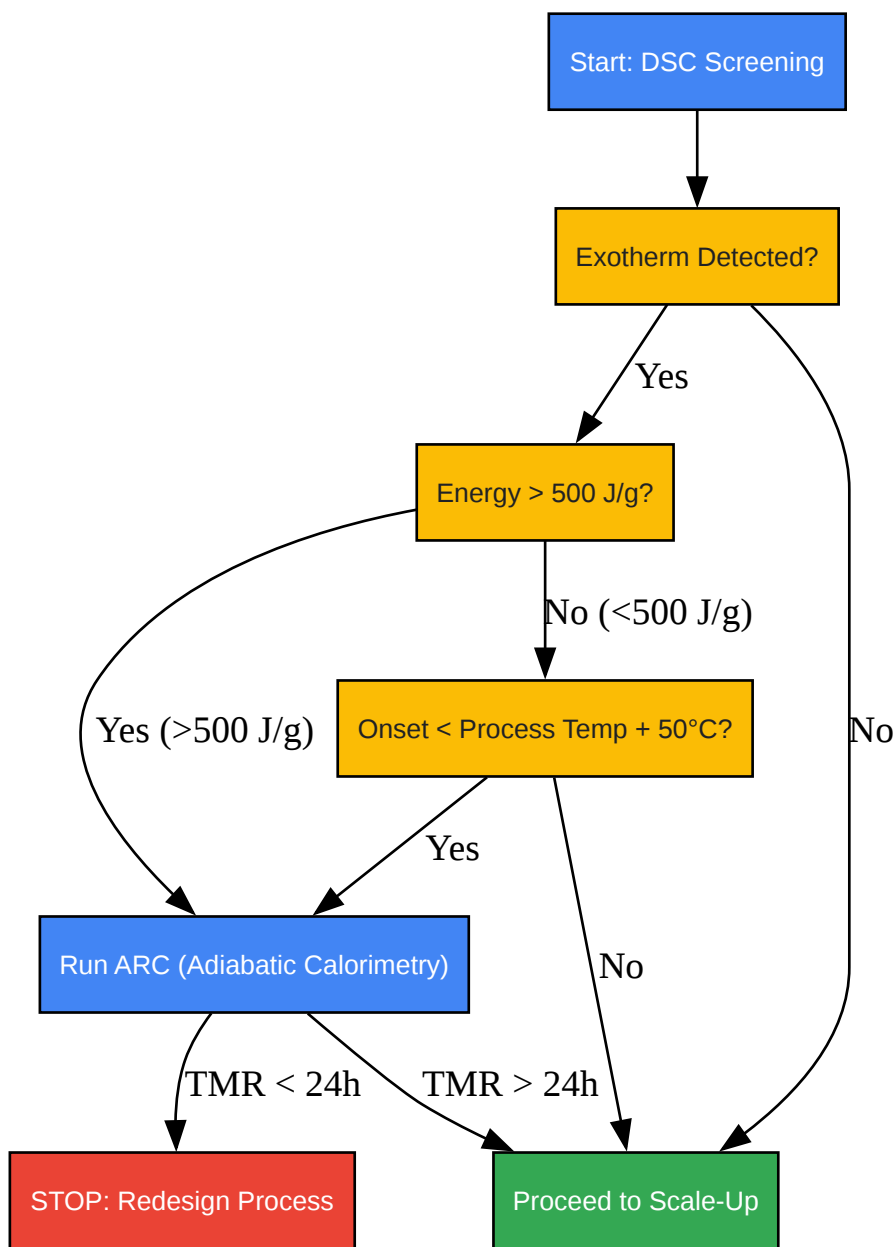 Start: DSC Screening
Exotherm Detected?
Yes
Energy > 500 J/g?
No (<500 J/g)
Yes (>500 J/g)
Onset < Process Temp + 50°C?
No
Yes
Run ARC (Adiabatic Calorimetry)
No
TMR < 24h
TMR > 24h
STOP: Redesign Process
Proceed to Scale-Up